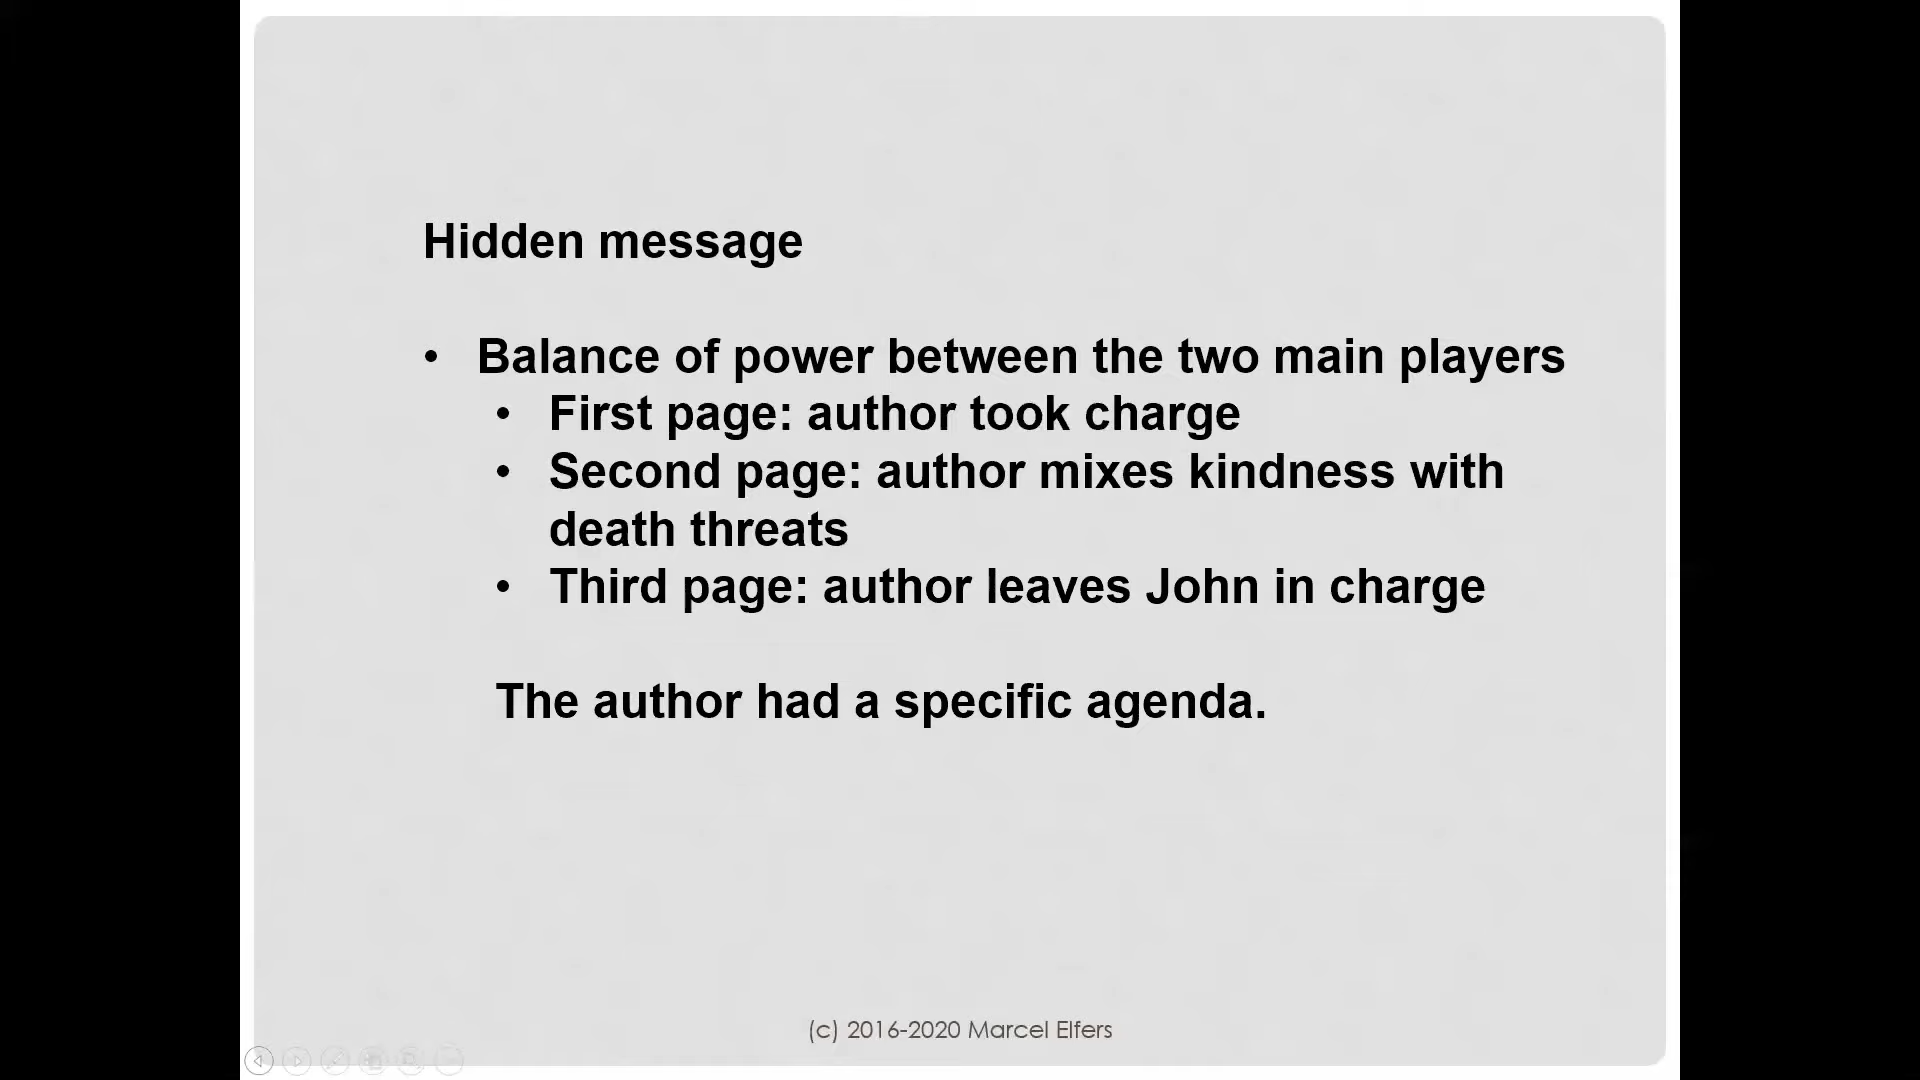 Hidden message
• Balance of power between the two main players
• First page: author took charge
• Second page: author mixes kindness with
death threats
• Third page: author leaves John in charge
The author had a specific agenda.
(c) 2016-2020 Marcel Elfers